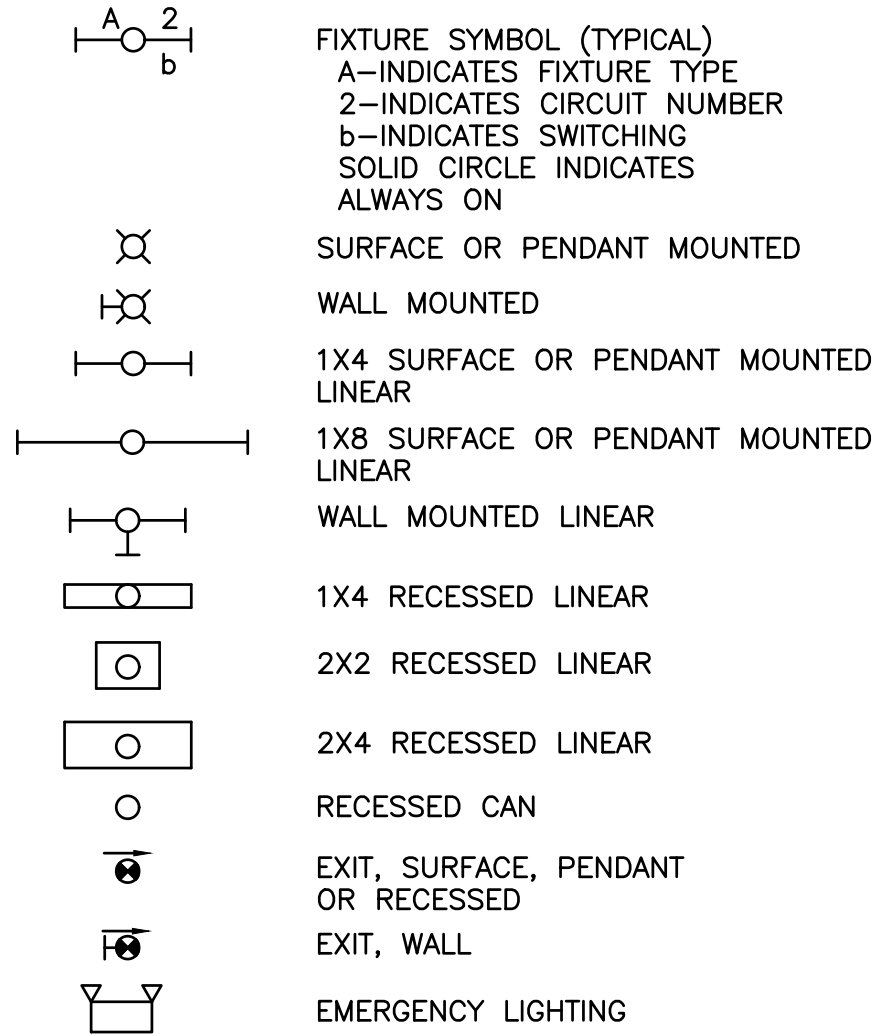 A 2
b
FIXTURE SYMBOL (TYPICAL)
A-INDICATES FIXTURE TYPE
2-INDICATES CIRCUIT NUMBER
b-INDICATES SWITCHING
SOLID CIRCLE INDICATES
ALWAYS ON
SURFACE OR PENDANT MOUNTED
WALL MOUNTED
1X4 SURFACE OR PENDANT MOUNTED
LINEAR
1X8 SURFACE OR PENDANT MOUNTED
LINEAR
WALL MOUNTED LINEAR
1X4 RECESSED LINEAR
2X2 RECESSED LINEAR
2X4 RECESSED LINEAR
RECESSED CAN
EXIT, SURFACE, PENDANT
OR RECESSED
EXIT, WALL
EMERGENCY LIGHTING